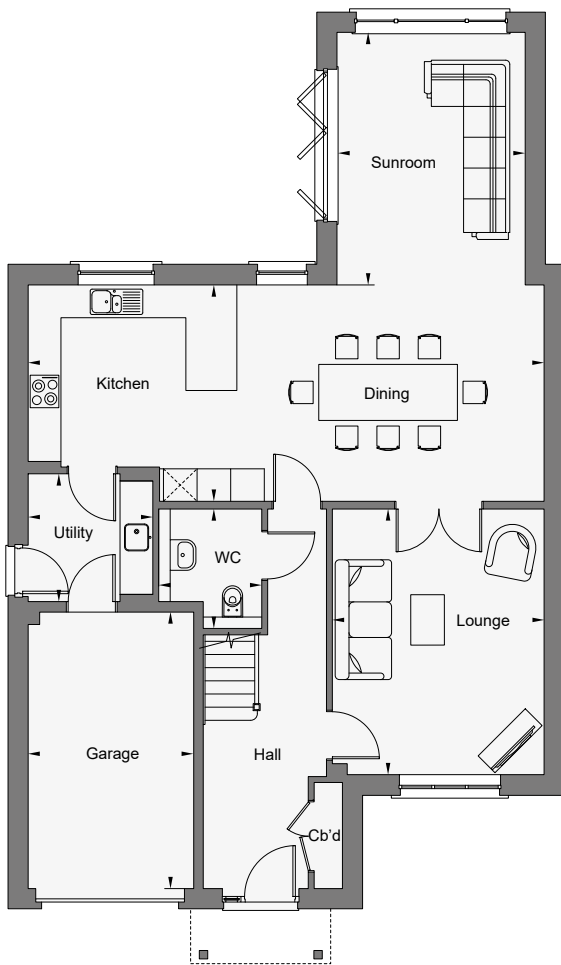 Sunroom
Kitchen
Dining
Utility
WC
Lounge
Garage
Hall
Cb'd